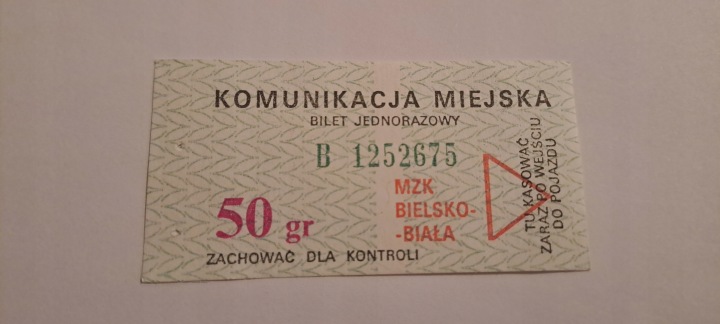 KOMUNIKACJA MIEJSKA
BILET JEDNORAZOWY
B 1252675
MZK
BIELSKO-
-BIAŁA
50 gr
ZACHOWAĆ DLA KONTROLI
TU KASOWAĆ
ZARAZ PO WEJŚCIU
DO POJAZDU